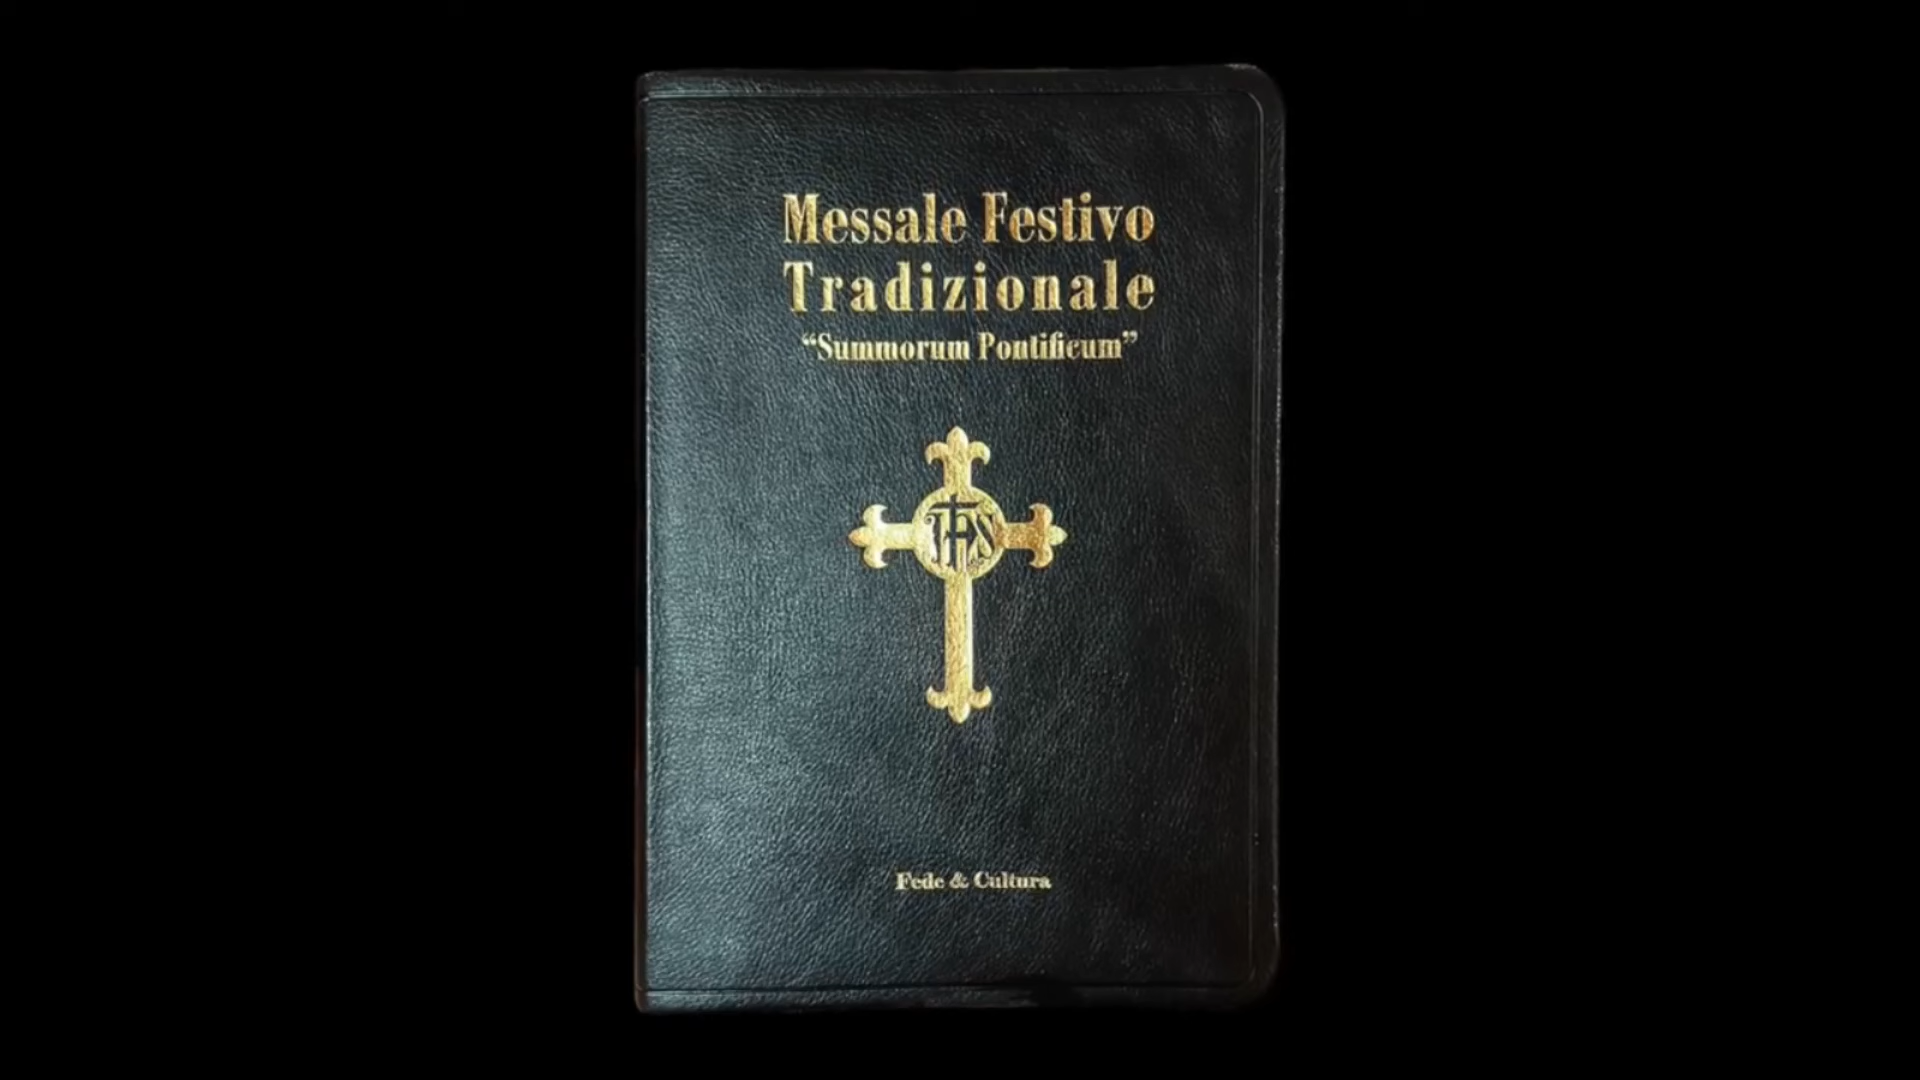 Messale Festivo
Tradizionale
“Summorum Pontificum”
IHS
Fede & Cultura